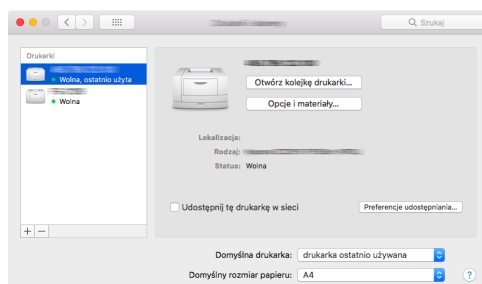 Szukaj
Drukarki
Wolna, ostatnio użyta
Wolna
Otwórz kolejkę drukarki...
Opcje i materiały...
Lokalizacja:
Rodzaj:
Status: Wolna
Udostępnij tę drukarkę w sieci
Preferencje udostępniania...
+ −
Domyślna drukarka: drukarka ostatnio używana
Domyślny rozmiar papieru: A4
?